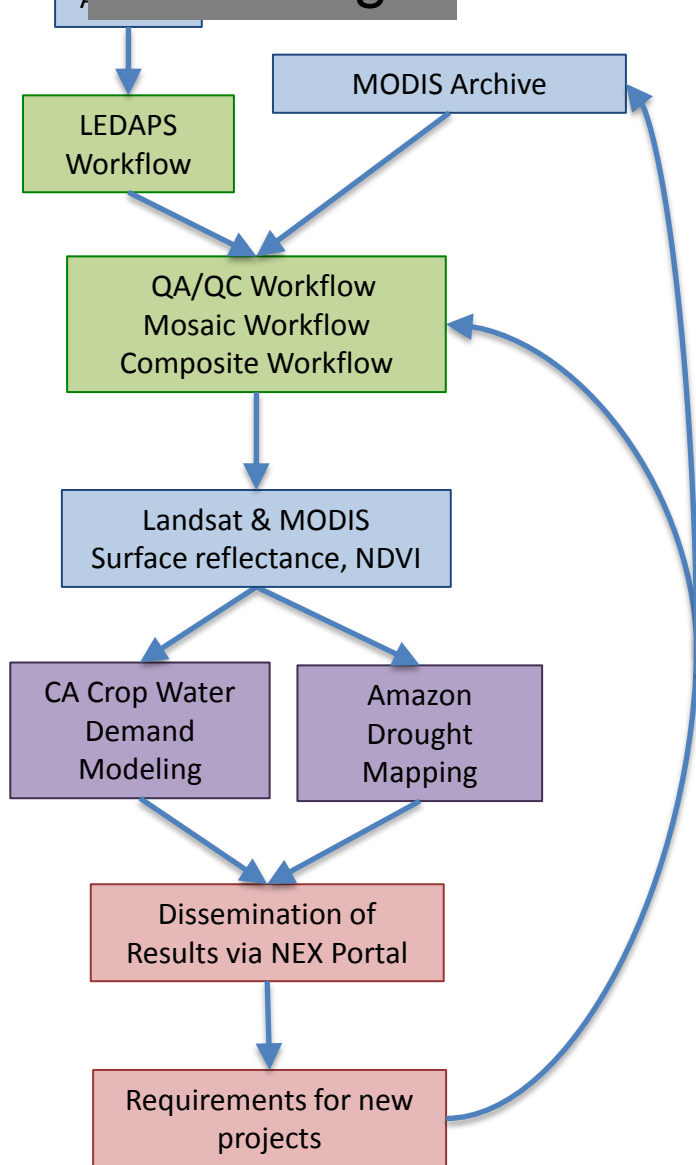 MODIS Archive
LEDAPS
Workflow
QA/QC Workflow
Mosaic Workflow
Composite Workflow
Landsat & MODIS
Surface reflectance, NDVI
CA Crop Water
Demand
Modeling
Amazon
Drought
Mapping
Dissemination of
Results via NEX Portal
Requirements for new
projects